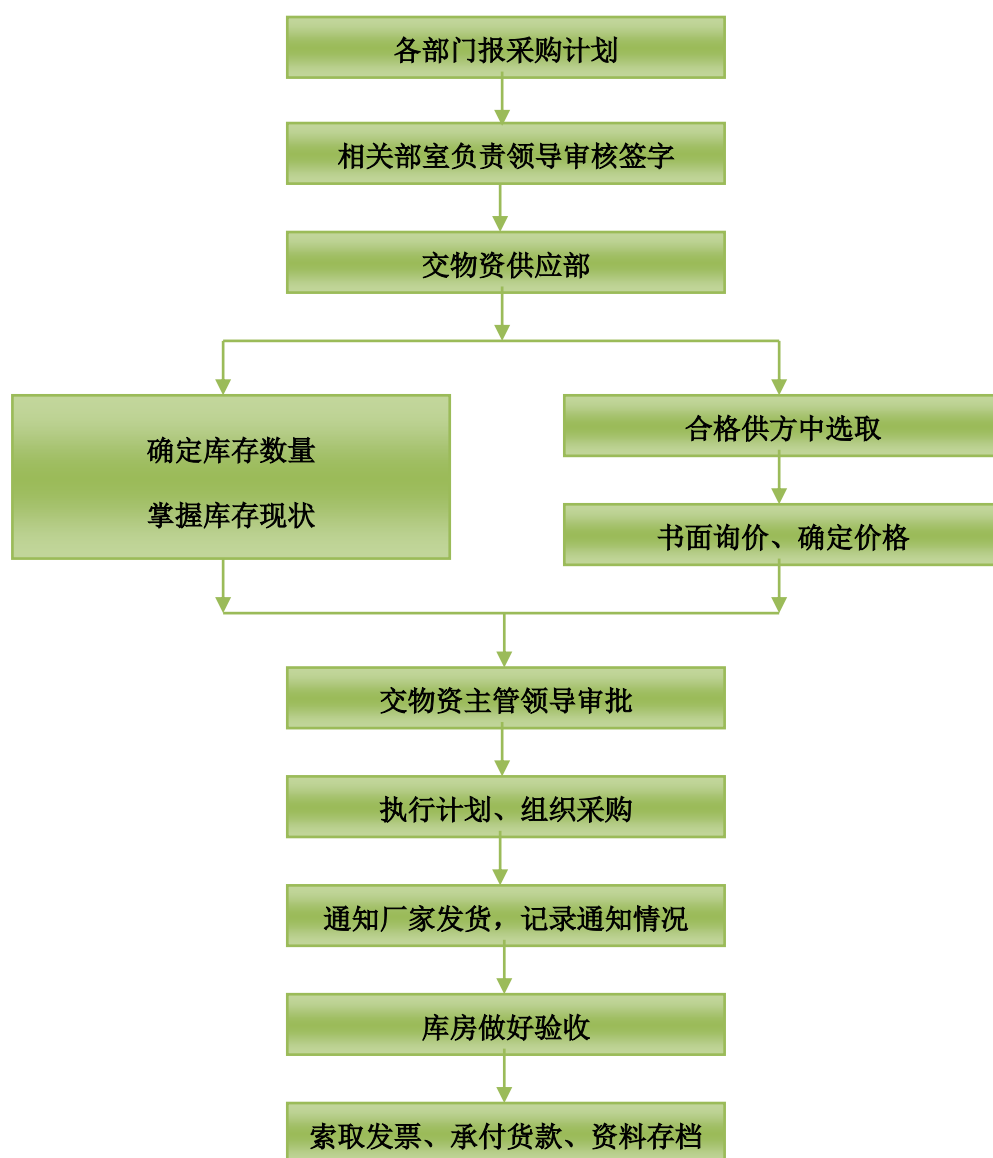 各部门报采购计划
相关部室负责领导审核签字
交物资供应部
确定库存数量
掌握库存现状
合格供方中选取
书面询价、确定价格
交物资主管领导审批
执行计划、组织采购
通知厂家发货，记录通知情况
库房做好验收
索取发票、承付货款、资料存档